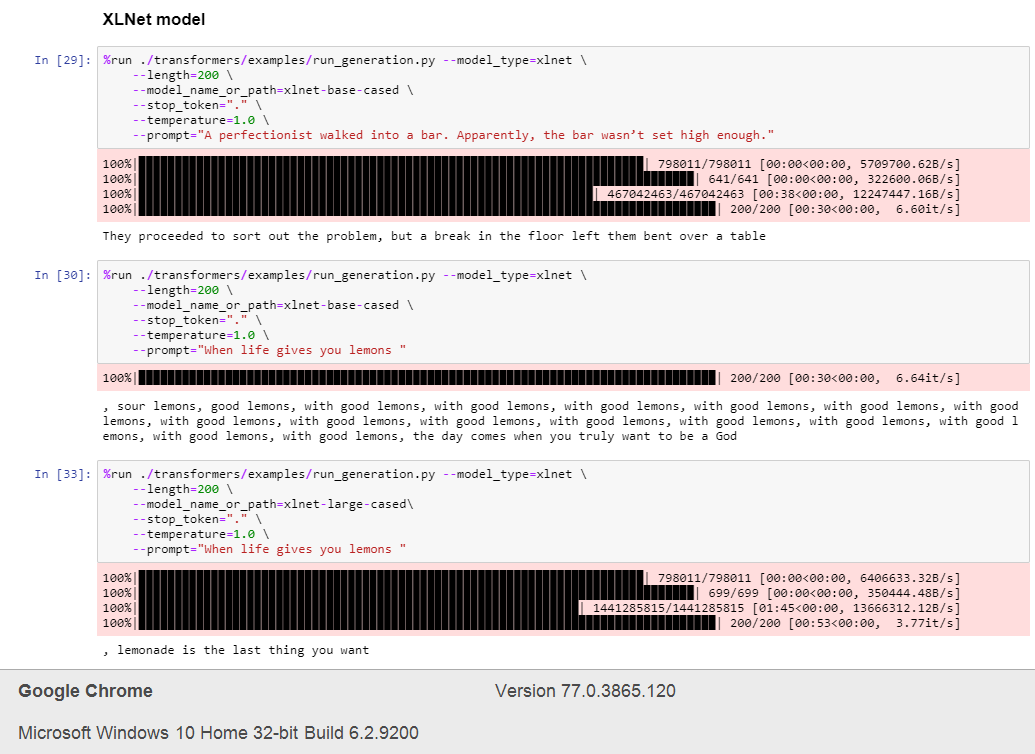 XLNet model
In [29]: %run ./transformers/examples/run_generation.py --model_type=xlnet \
--length=200 \
--model_name_or_path=xlnet-base-cased \
--stop_token="." \
--temperature=1.0 \
--prompt="A perfectionist walked into a bar. Apparently, the bar wasn’t set high enough."
100%| | 798011/798011 [00:00<00:00, 5709700.62B/s]
100%| | 641/641 [00:00<00:00, 322600.06B/s]
100%| | 467042463/467042463 [00:38<00:00, 12247447.16B/s]
100%| | 200/200 [00:30<00:00, 6.60it/s]
They proceeded to sort out the problem, but a break in the floor left them bent over a table
In [30]: %run ./transformers/examples/run_generation.py --model_type=xlnet \
--length=200 \
--model_name_or_path=xlnet-base-cased \
--stop_token="." \
--temperature=1.0 \
--prompt="When life gives you lemons "
100%| | 200/200 [00:30<00:00, 6.64it/s]
, sour lemons, good lemons, with good lemons, with good lemons, with good lemons, with good lemons, with good lemons, with good
lemons, with good lemons, with good lemons, with good lemons, with good lemons, with good lemons, with good lemons, with good l
emons, with good lemons, with good lemons, the day comes when you truly want to be a God
In [33]: %run ./transformers/examples/run_generation.py --model_type=xlnet \
--length=200 \
--model_name_or_path=xlnet-large-cased\
--stop_token="." \
--temperature=1.0 \
--prompt="When life gives you lemons "
100%| | 798011/798011 [00:00<00:00, 6406633.32B/s]
100%| | 699/699 [00:00<00:00, 350444.48B/s]
100%| | 1441285815/1441285815 [01:45<00:00, 13666312.12B/s]
100%| | 200/200 [00:53<00:00, 3.77it/s]
, lemonade is the last thing you want
Google Chrome Version 77.0.3865.120
Microsoft Windows 10 Home 32-bit Build 6.2.9200